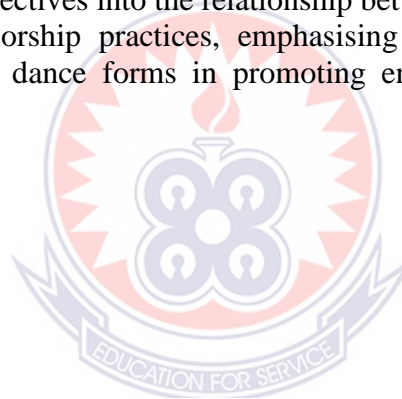 ectives into the relationship bet
orship practices, emphasising
dance forms in promoting en
EDUCATION FOR SERVICE